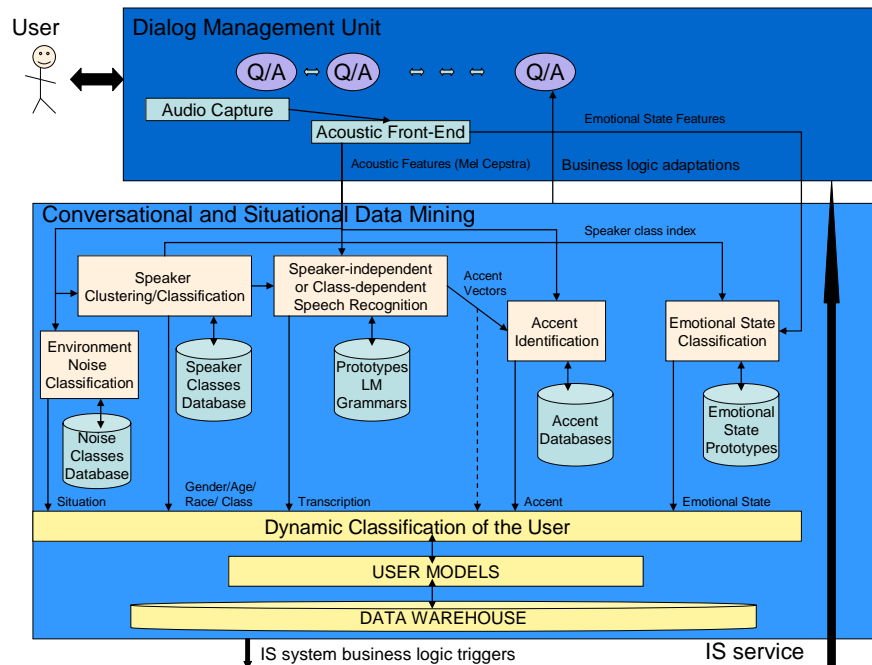 User
Dialog Management Unit
Q/A
Q/A
Q/A
Audio Capture
Acoustic Front-End
Emotional State Features
Acoustic Features (Mel Cepstra)
Business logic adaptations
Conversational and Situational Data Mining
Speaker class index
Speaker
Clustering/Classification
Speaker-independent
or Class-dependent
Speech Recognition
Accent
Vectors
Accent
Identification
Emotional State
Classification
Environment
Noise
Classification
Speaker
Classes
Database
Prototypes
LM
Grammars
Noise
Classes
Database
Accent
Databases
Emotional
State
Prototypes
Situation
Gender/Age/
Race/ Class
Transcription
Accent
Emotional State
Dynamic Classification of the User
USER MODELS
DATA WAREHOUSE
IS system business logic triggers
IS service